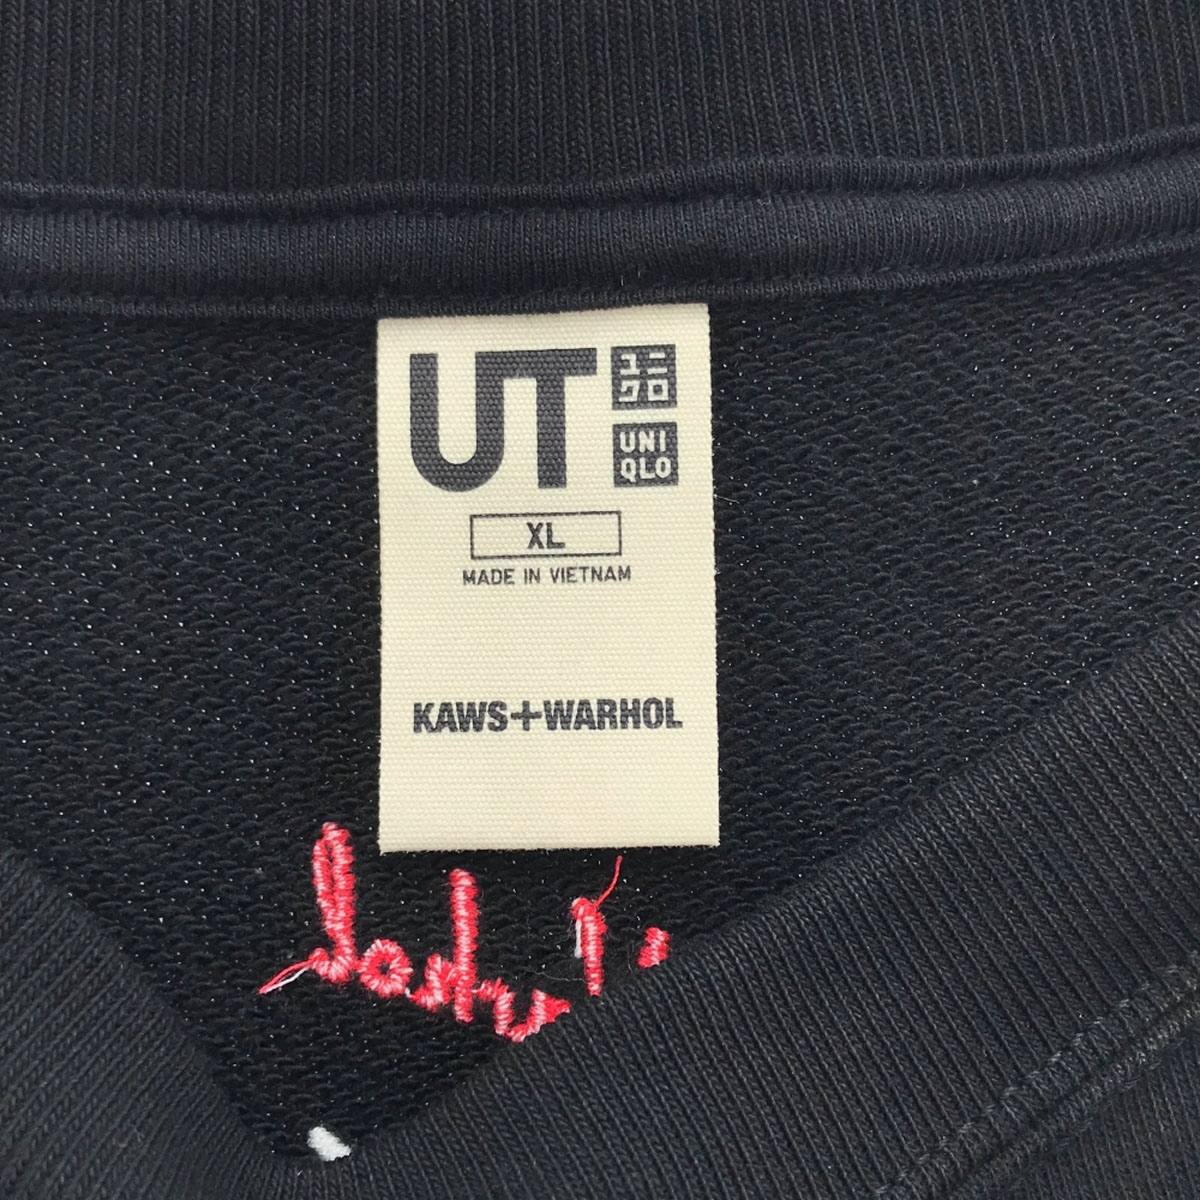 UT
ユニ
クロ
UNI
QLO
XL
MADE IN VIETNAM
KAWS+WARHOL